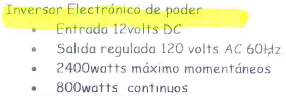 Inversor Electrónico de poder
• Entrada 12volts DC
• Salida regulada 120 volts AC 60Hz
• 2400watts máximo momentáneos
• 800watts continuos